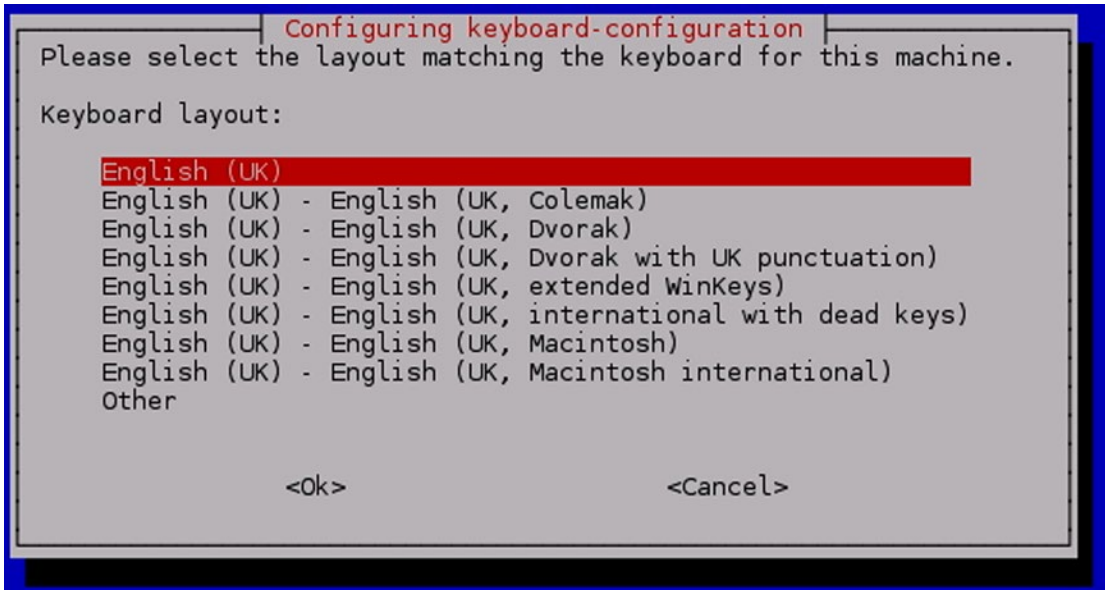 Configuring keyboard-configuration
Please select the layout matching the keyboard for this machine.
Keyboard layout:
English (UK)
English (UK) - English (UK, Colemak)
English (UK) - English (UK, Dvorak)
English (UK) - English (UK, Dvorak with UK punctuation)
English (UK) - English (UK, extended WinKeys)
English (UK) - English (UK, international with dead keys)
English (UK) - English (UK, Macintosh)
English (UK) - English (UK, Macintosh international)
Other
<Ok> <Cancel>